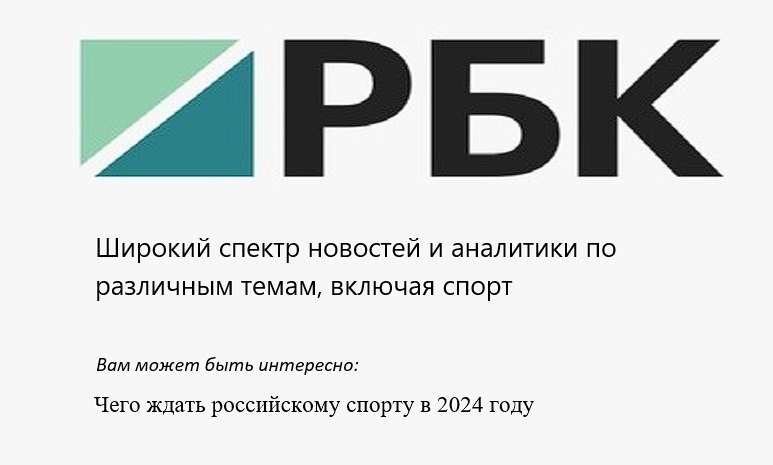 РБК
Широкий спектр новостей и аналитики по
различным темам, включая спорт
Вам может быть интересно:
Чего ждать российскому спорту в 2024 году